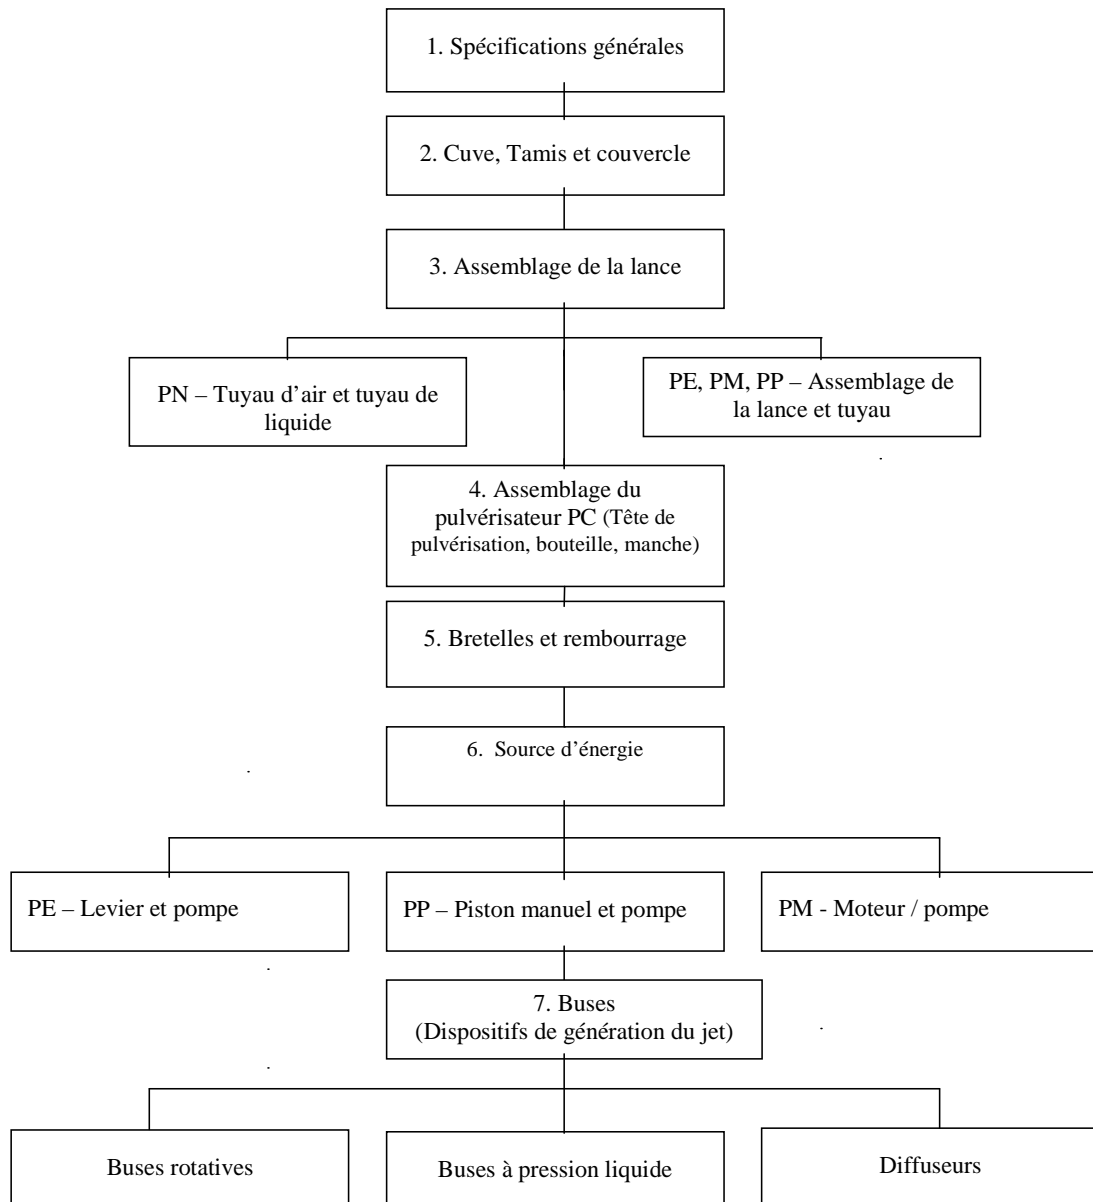 1. Spécifications générales
2. Cuve, Tamis et couvercle
3. Assemblage de la lance
PN – Tuyau d’air et tuyau de
liquide
PE, PM, PP – Assemblage de
la lance et tuyau
4. Assemblage du
pulvérisateur PC (Tête de
pulvérisation, bouteille, manche)
5. Bretelles et rembourrage
6. Source d’énergie
PE – Levier et pompe
PP – Piston manuel et pompe
PM - Moteur / pompe
7. Buses
(Dispositifs de génération du jet)
Buses rotatives
Buses à pression liquide
Diffuseurs